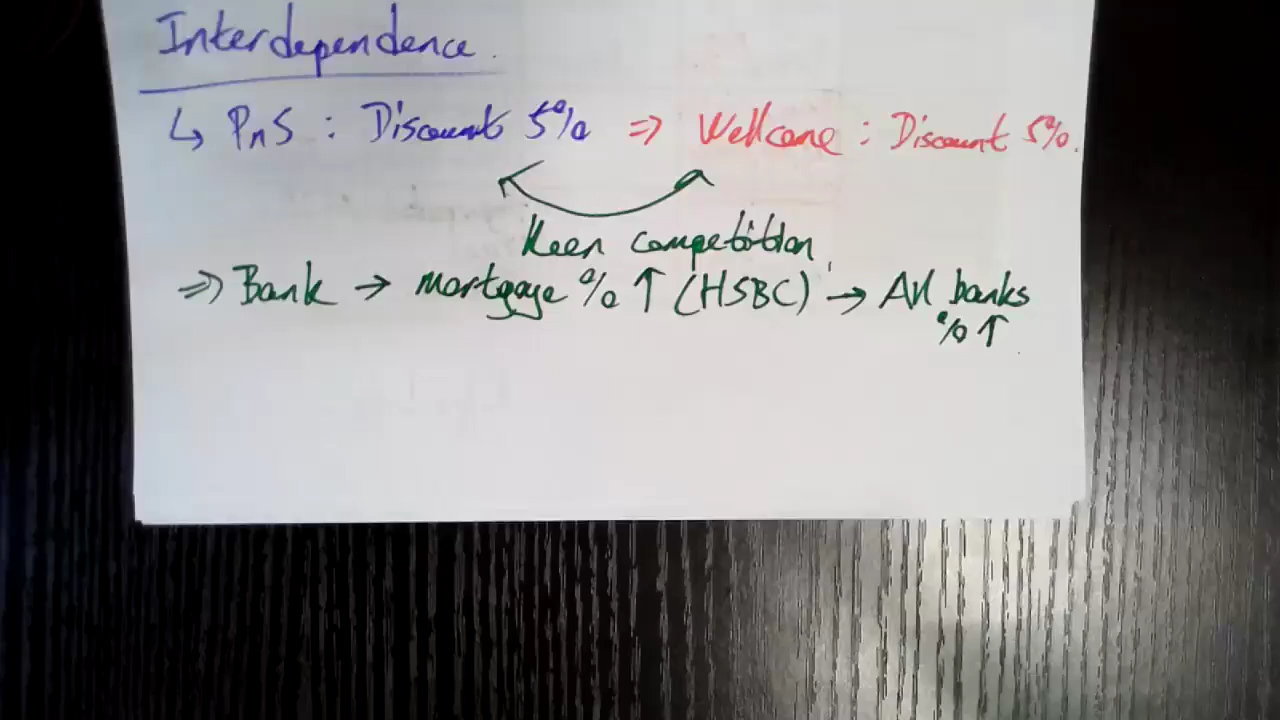 Interdependence.
↳ PnS : Discount 5% ⇒ Wellcome : Discount 5%.
Keen competition
⇒ Bank → mortgage % ↑ (HSBC) → All banks
% ↑